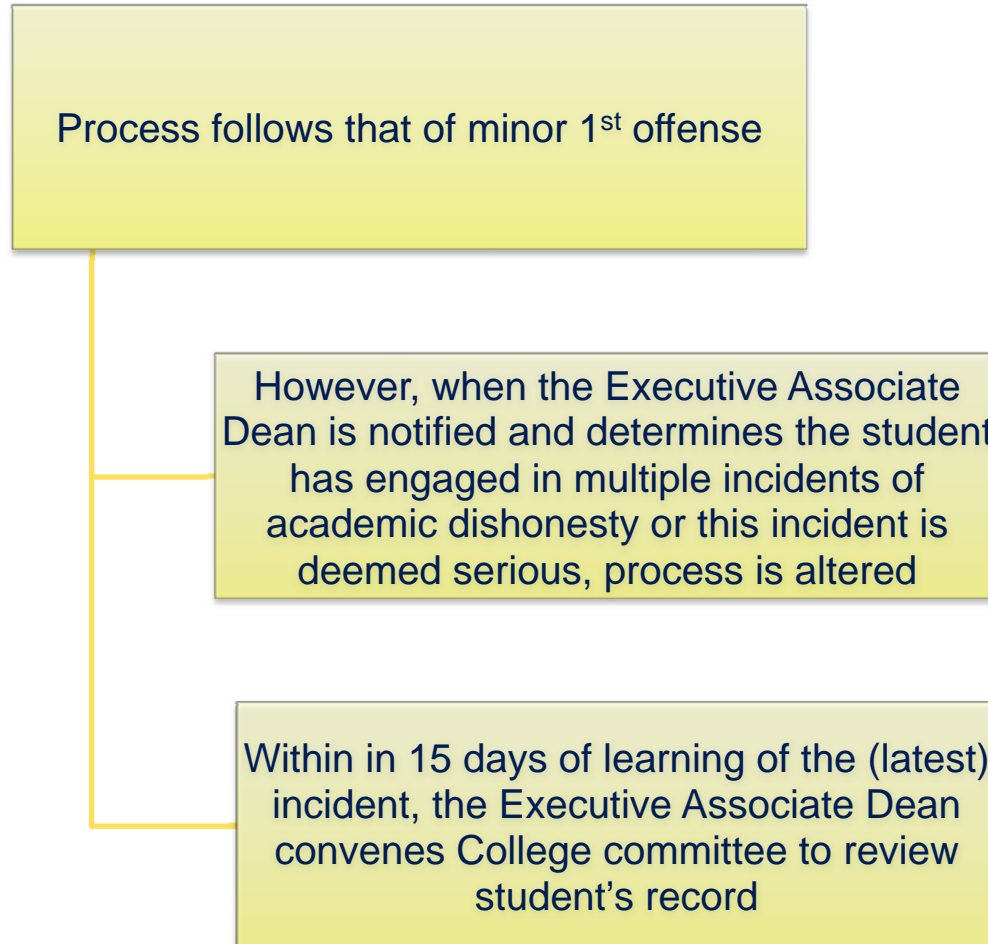 Process follows that of minor 1st offense
However, when the Executive Associate
Dean is notified and determines the student
has engaged in multiple incidents of
academic dishonesty or this incident is
deemed serious, process is altered
Within in 15 days of learning of the (latest)
incident, the Executive Associate Dean
convenes College committee to review
student's record